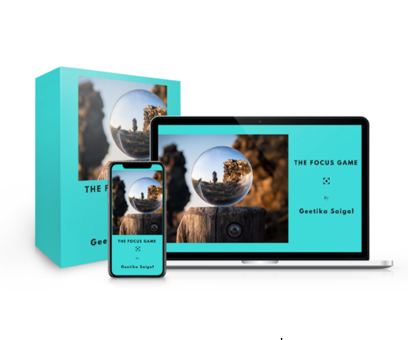 THE F
Gee
THE FOCUS GAME
By
Geetika Saigal
THE FOCUS GAME
By
Geetika Saigal